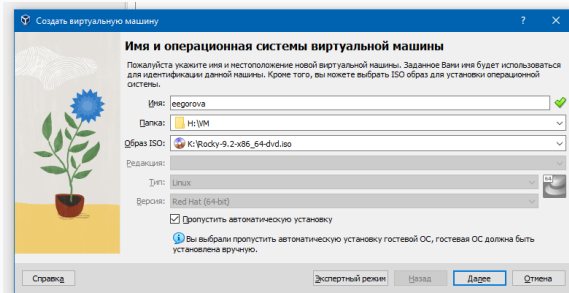 Создать виртуальную машину
Имя и операционная системы виртуальной машины
Пожалуйста укажите имя и местоположение новой виртуальной машины. Заданное Вами имя будет использоваться
для идентификации данной машины. Кроме того, вы можете выбрать ISO образ для установки операционной
системы.
Имя: eegorova
Папка: H:\VM
Образ ISO: K:\Rocky-9.2-x86_64-dvd.iso
Редакция:
Тип: Linux
64
Версия: Red Hat (64-bit)
Пропустить автоматическую установку
Вы выбрали пропустить автоматическую установку гостевой ОС, гостевая ОС должна быть
установлена вручную.
Справка Экспертный режим Назад Далее Отмена